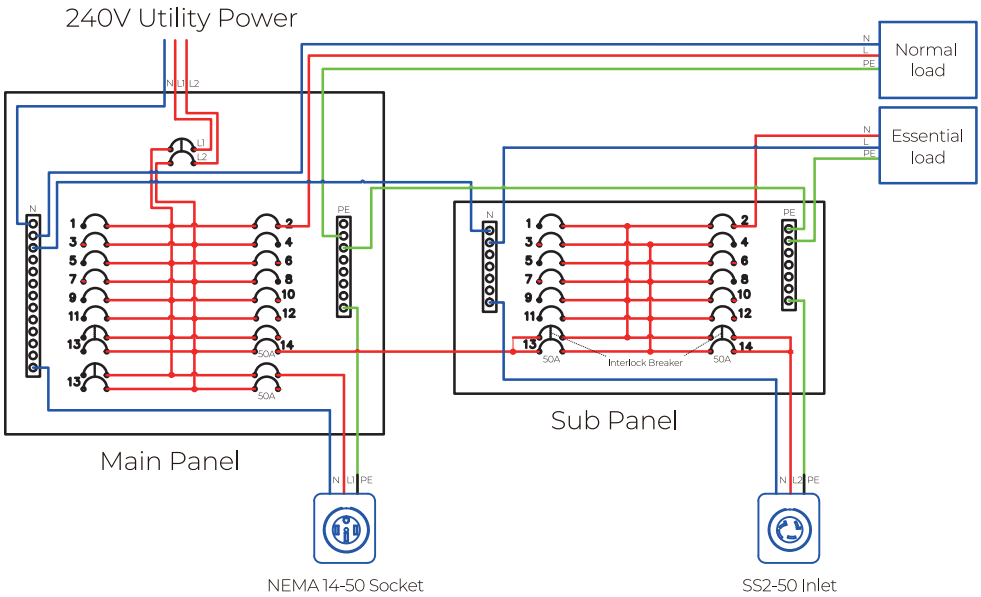 240V Utility Power
N L1 L2
L1
L2
N
PE
1 2
3 4
5 6
7 8
9 10
11 12
13 14
50A
13
50A
Main Panel
N L1 PE
NEMA 14-50 Socket
N
L
PE
Normal
load
N
L
PE
Essential
load
N
PE
1 2
3 4
5 6
7 8
9 10
11 12
13 14
50A Interlock Breaker 50A
Sub Panel
N L2 PE
SS2-50 Inlet